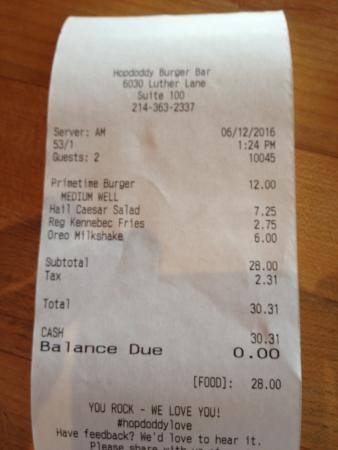 Hopdoddy Burger Bar
6030 Luther Lane
Suite 100
214-363-2337
Server: AM 06/12/2016
53/1 1:24 PM
Guests: 2 10045
Primetime Burger 12.00
MEDIUM WELL
Hail Caesar Salad 7.25
Reg Kennebec Fries 2.75
Oreo Milkshake 6.00
Subtotal 28.00
Tax 2.31
Total 30.31
CASH 30.31
Balance Due 0.00
[FOOD]: 28.00
YOU ROCK - WE LOVE YOU!
#hopdoddylove
Have feedback? We'd love to hear it.
Please share with us at